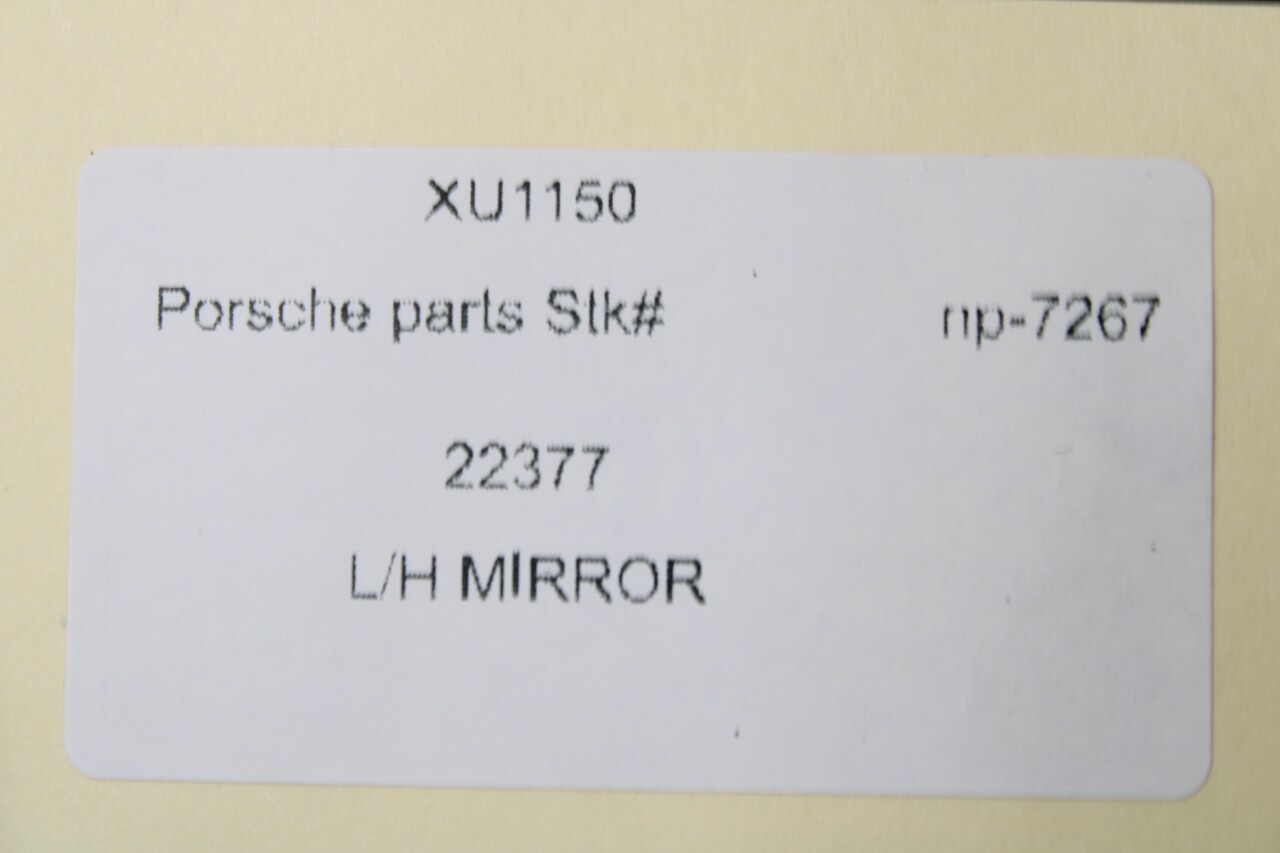 XU1150
Porsche parts Stk# np-7267
22377
L/H MIRROR